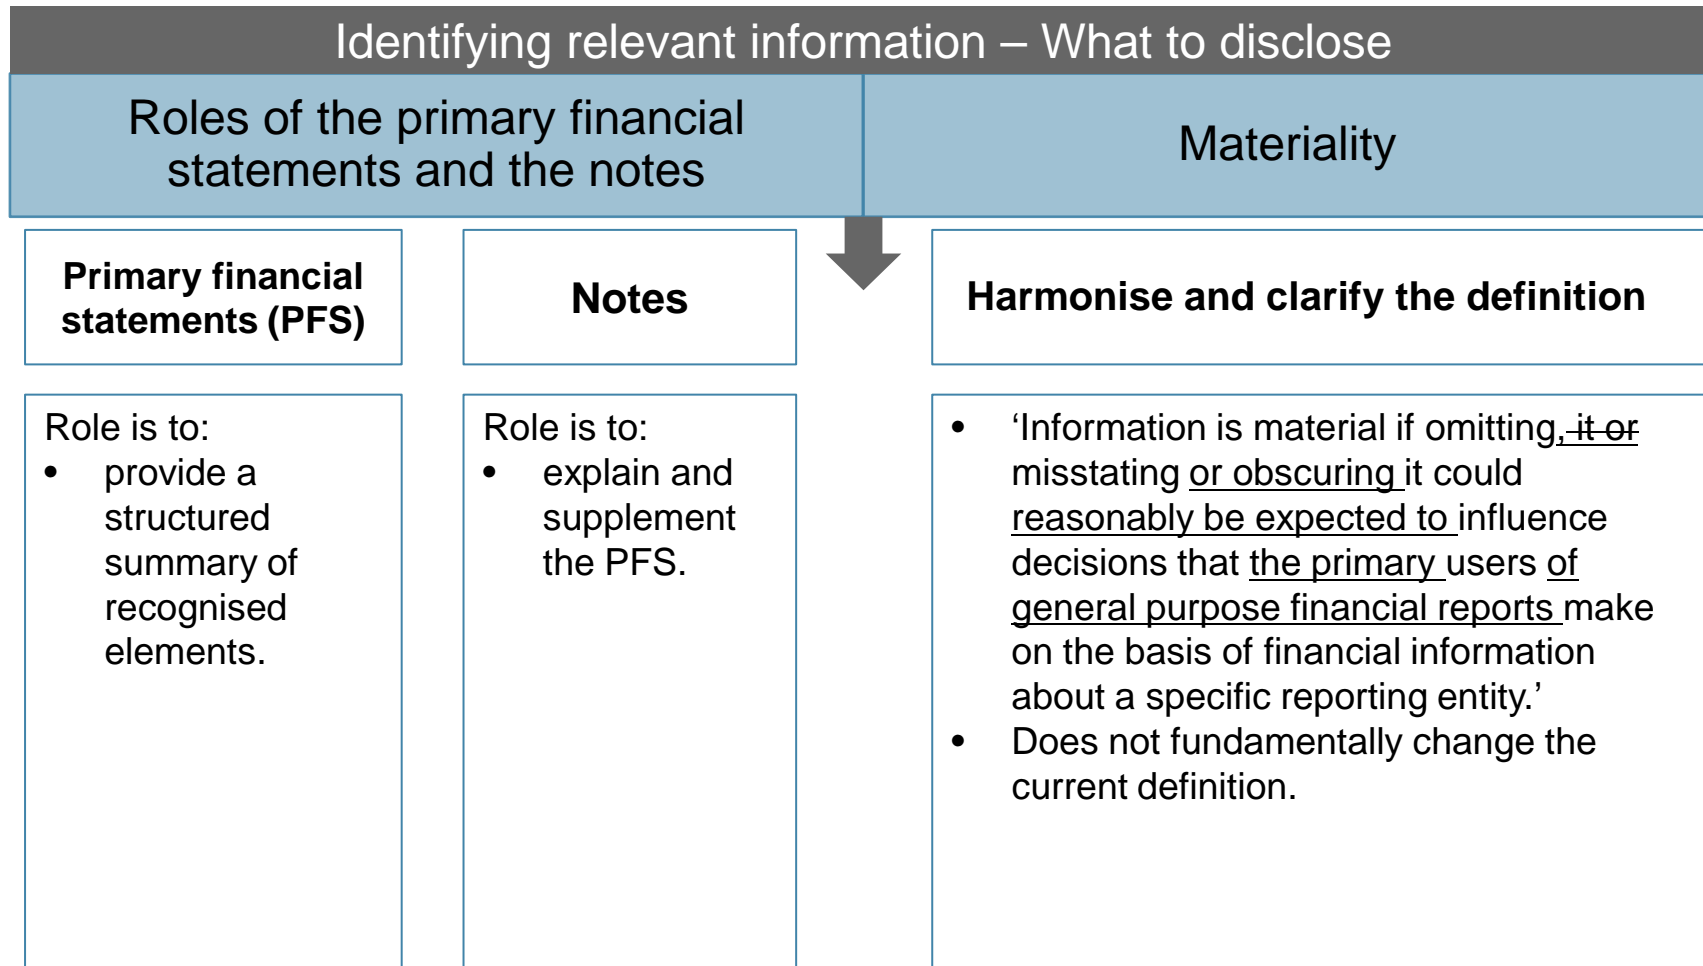 Identifying relevant information – What to disclose
Roles of the primary financial
statements and the notes
Materiality
Primary financial
statements (PFS)
Notes
Harmonise and clarify the definition
Role is to:
• provide a
structured
summary of
recognised
elements.
Role is to:
• explain and
supplement
the PFS.
• ‘Information is material if omitting, it or
misstating or obscuring it could
reasonably be expected to influence
decisions that the primary users of
general purpose financial reports make
on the basis of financial information
about a specific reporting entity.’
• Does not fundamentally change the
current definition.